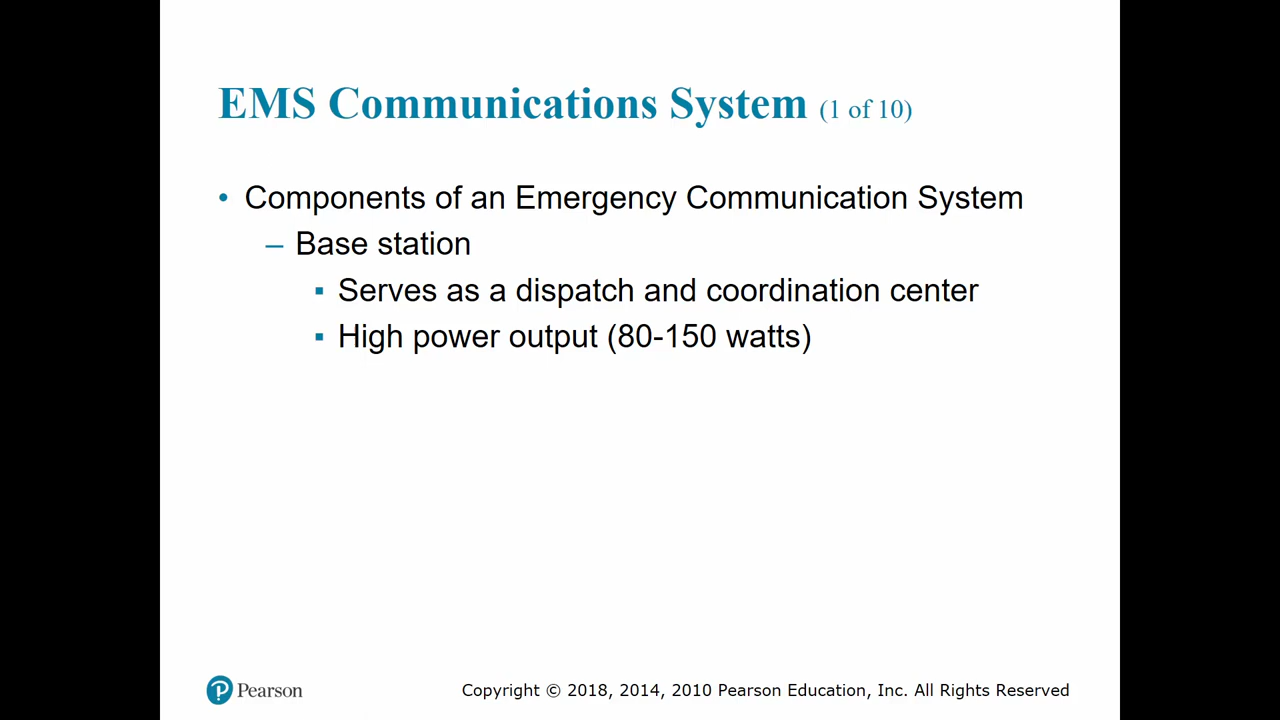 EMS Communications System (1 of 10)
• Components of an Emergency Communication System
– Base station
▪ Serves as a dispatch and coordination center
▪ High power output (80-150 watts)
Pearson
Copyright © 2018, 2014, 2010 Pearson Education, Inc. All Rights Reserved